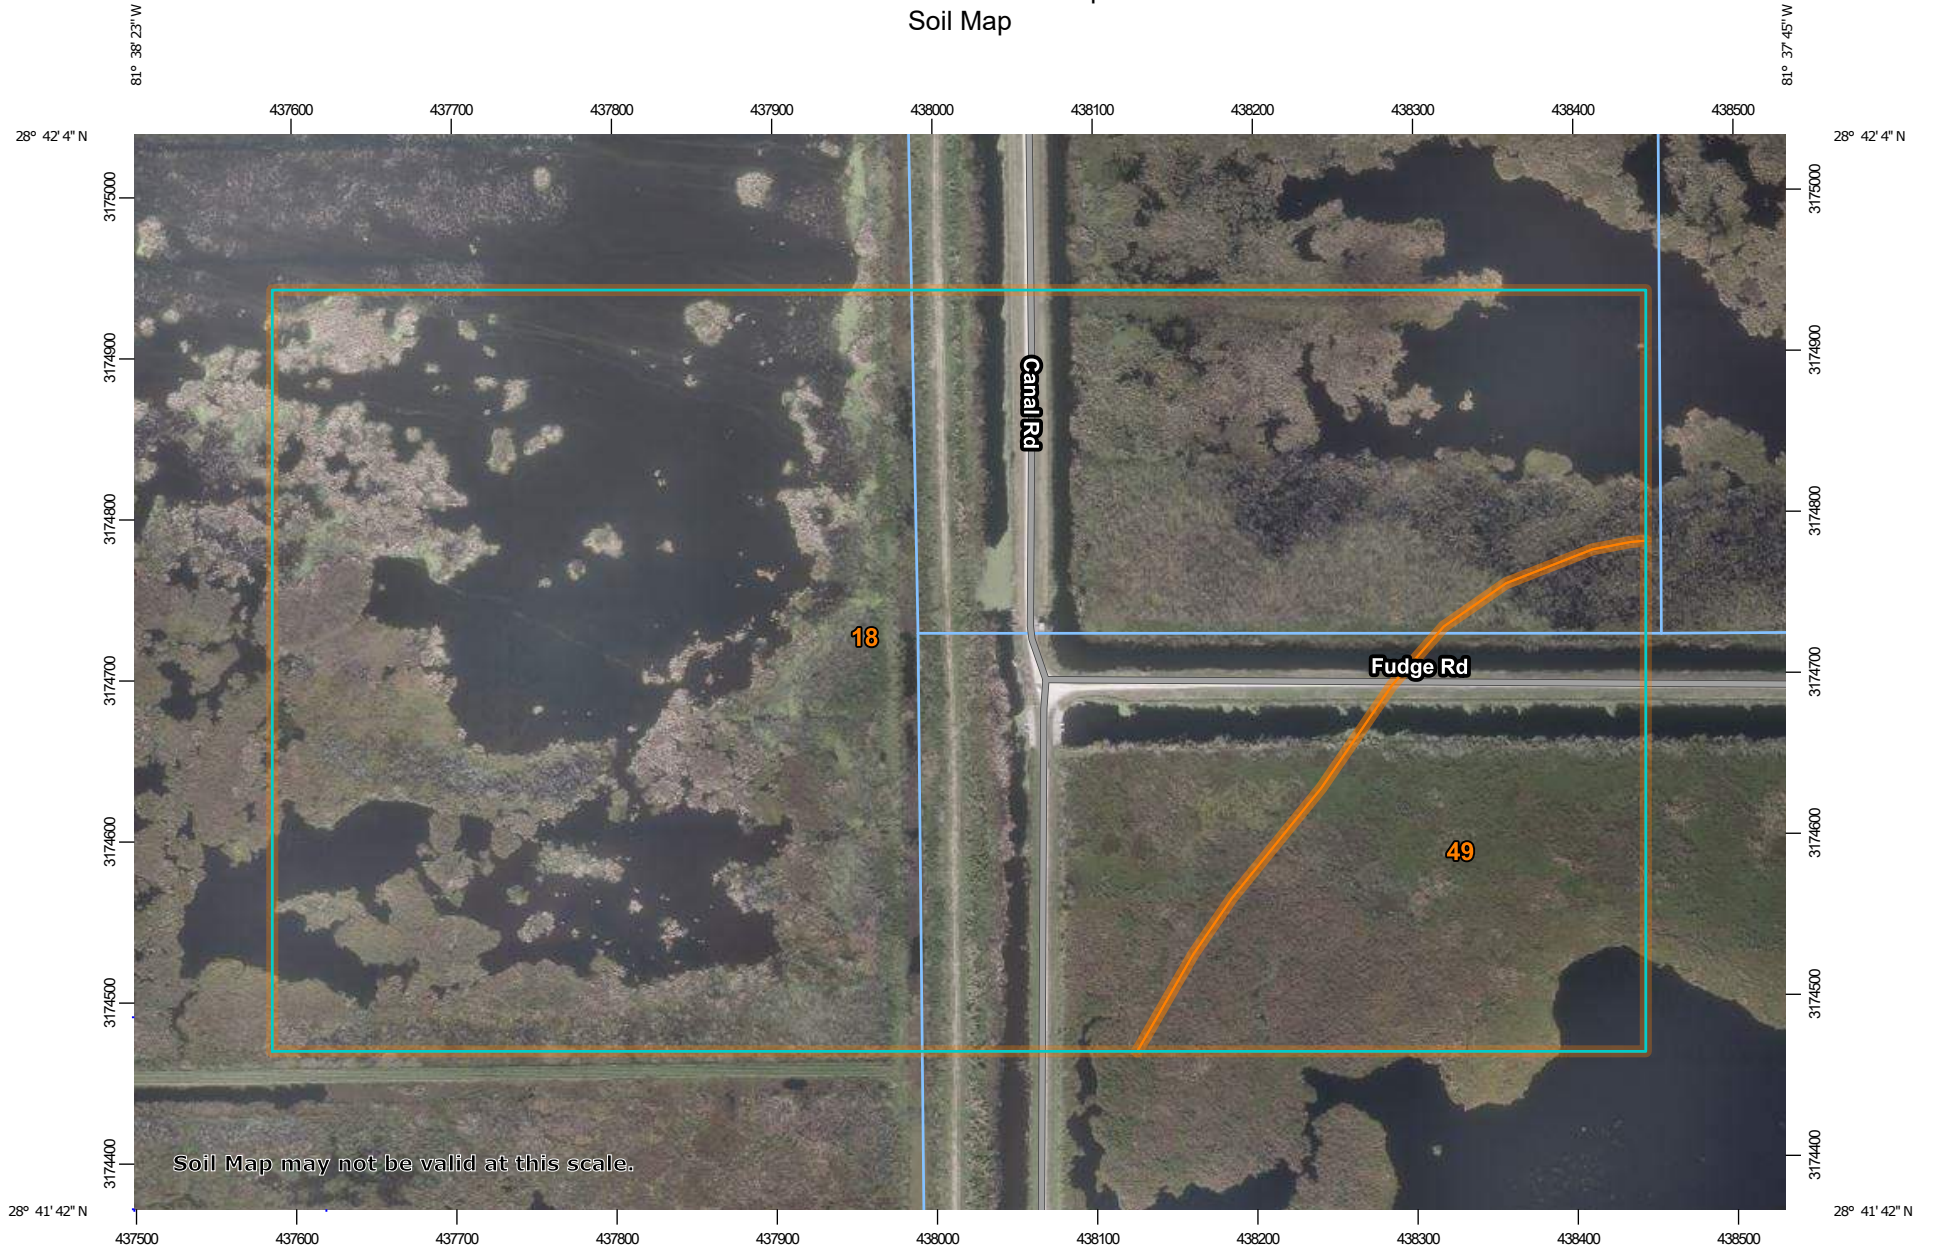 Soil Map
81° 38' 23'' W
81° 37' 45'' W
437600 437700 437800 437900 438000 438100 438200 438300 438400 438500
28° 42' 4'' N
28° 42' 4'' N
3175000
3175000
3174900
3174900
Canal Rd
3174800
3174800
18
Fudge Rd
3174700
3174700
49
3174600
3174600
3174500
3174500
Soil Map may not be valid at this scale.
3174400
3174400
28° 41' 42'' N
28° 41' 42'' N
437500 437600 437700 437800 437900 438000 438100 438200 438300 438400 438500